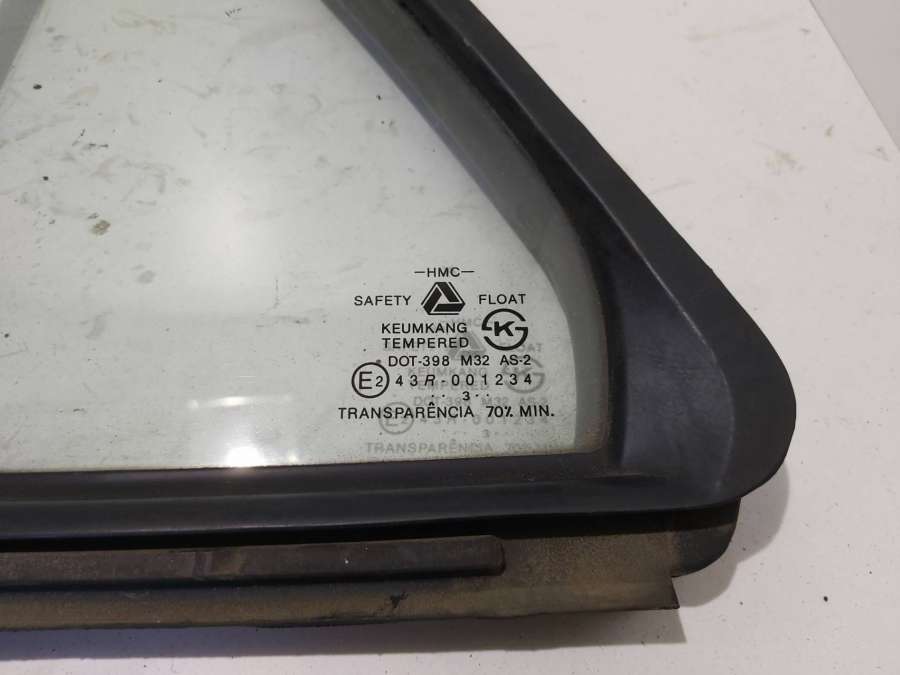 -HMC-
SAFETY FLOAT
KEUMKANG
TEMPERED
DOT-398 M32 AS-2
E2 43R-001234
..3..
TRANSPARÊNCIA 70% MIN.